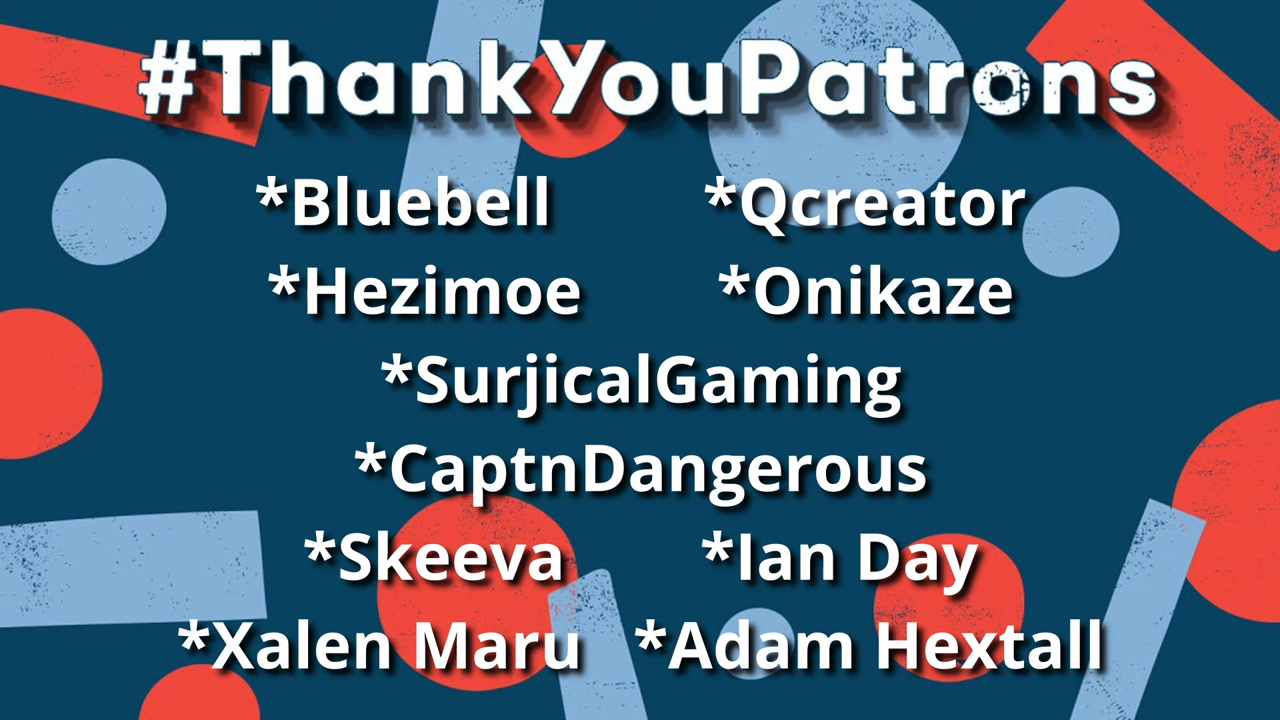 #ThankYouPatrons
*Bluebell *Qcreator
*Hezimoe *Onikaze
*SurjicalGaming
*CaptnDangerous
*Skeeva *Ian Day
*Xalen Maru *Adam Hextall